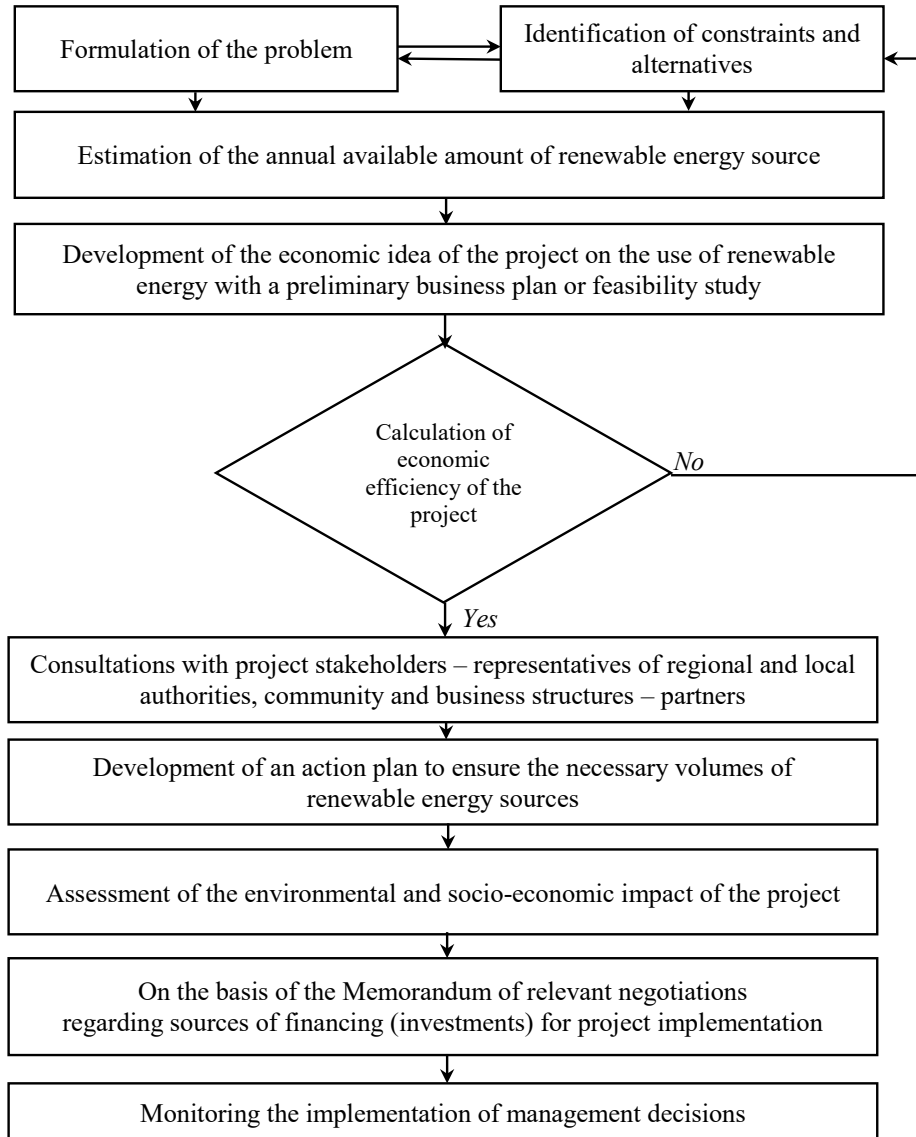 Formulation of the problem
Identification of constraints and
alternatives
Estimation of the annual available amount of renewable energy source
Development of the economic idea of the project on the use of renewable
energy with a preliminary business plan or feasibility study
Calculation of
economic
efficiency of the
project
No
Yes
Consultations with project stakeholders – representatives of regional and local
authorities, community and business structures – partners
Development of an action plan to ensure the necessary volumes of
renewable energy sources
Assessment of the environmental and socio-economic impact of the project
On the basis of the Memorandum of relevant negotiations
regarding sources of financing (investments) for project implementation
Monitoring the implementation of management decisions